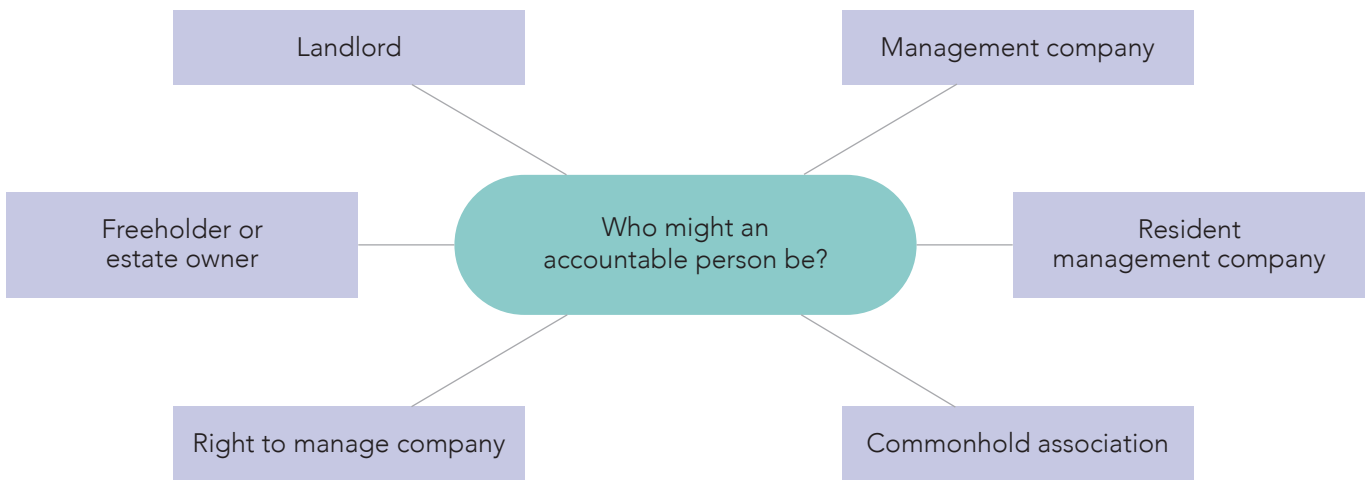 Landlord
Management company
Freeholder or
estate owner
Who might an
accountable person be?
Resident
management company
Right to manage company
Commonhold association